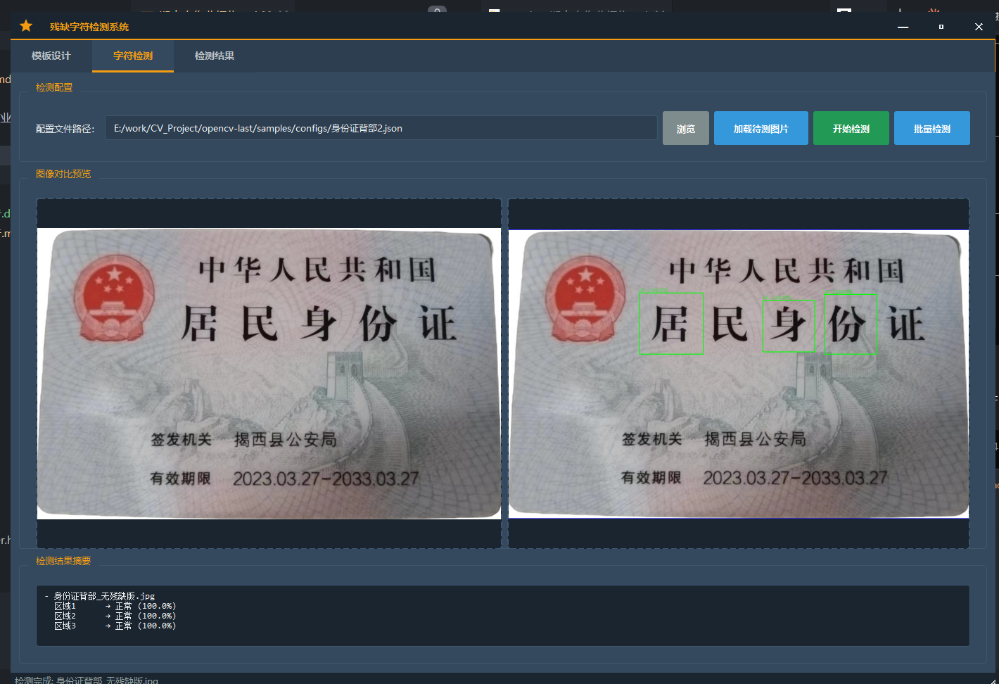 残缺字符检测系统
模板设计
字符检测
检测结果
检测配置
配置文件路径：
E:/work/CV_Project/opencv-last/samples/configs/身份证背部2.json
浏览
加载待测图片
开始检测
批量检测
图像对比预览
中华人民共和国
居民身份证
签发机关 揭西县公安局
有效期限 2023.03.27-2033.03.27
中华人民共和国
居民身份证
签发机关 揭西县公安局
有效期限 2023.03.27-2033.03.27
检测结果摘要
- 身份证背部_无残缺版.jpg
区域1 → 正常 (100.0%)
区域2 → 正常 (100.0%)
区域3 → 正常 (100.0%)
检测完成: 身份证背部_无残缺版.jpg